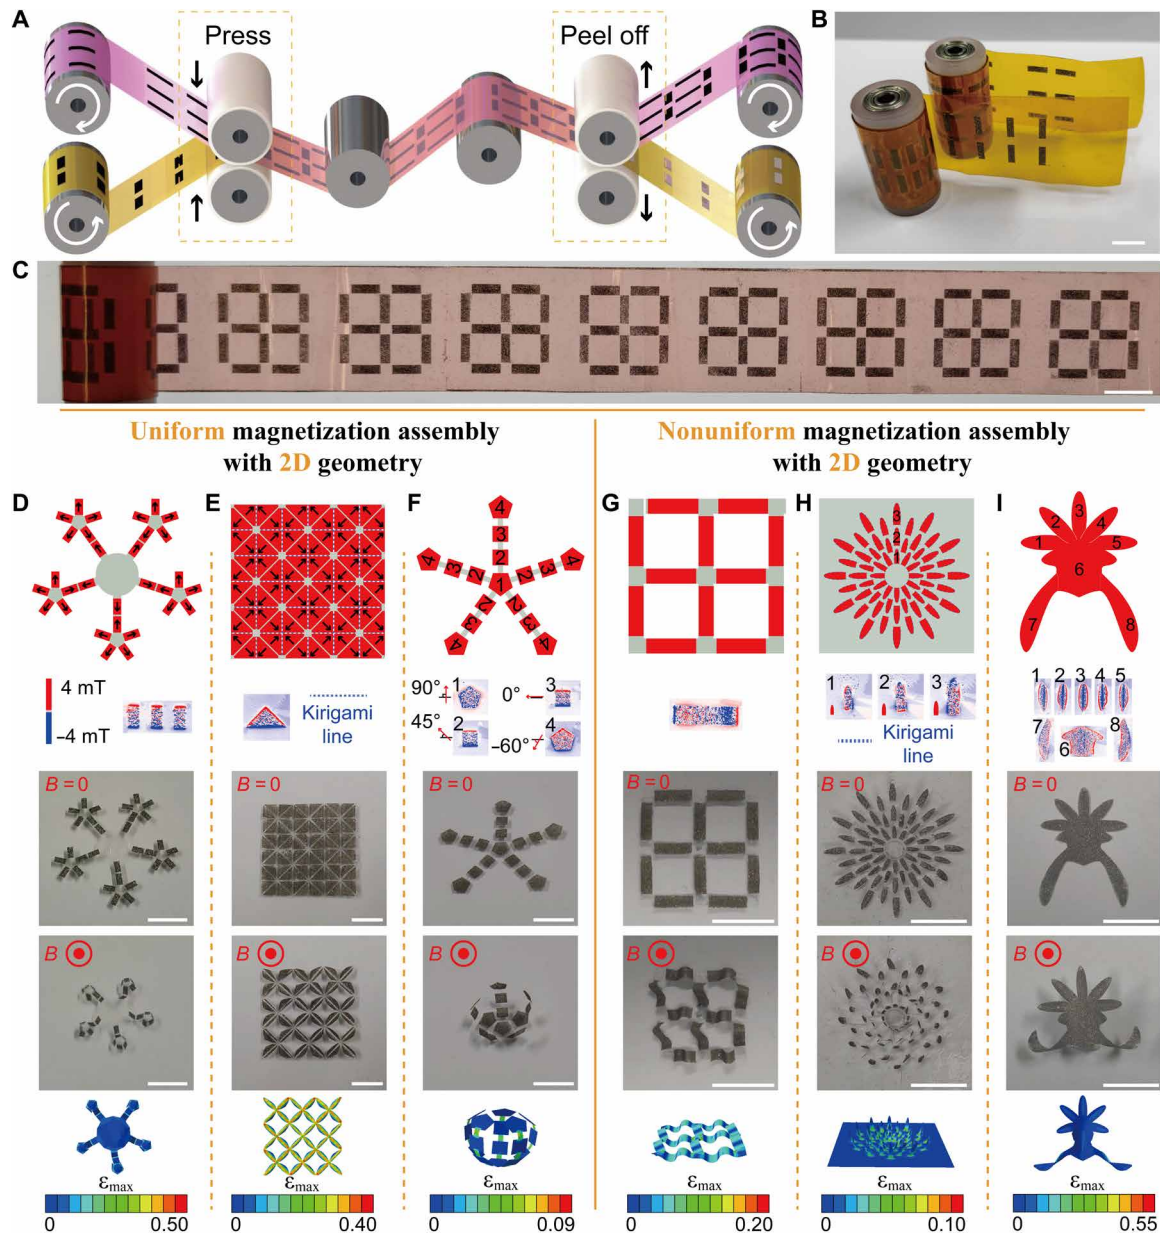 A
Press
Peel off
B
C
Uniform magnetization assembly
with 2D geometry
Nonuniform magnetization assembly
with 2D geometry
D
E
F
4
3
2
1
2
3
4
2
3
4
2
3
4
2
3
4
G
H
3
2
1
I
1
2
3
4
5
6
7
8
4 mT
–4 mT
Kirigami
line
90°
1
0°
3
45°
2
–60°
4
1
2
3
Kirigami
line
1
2
3
4
5
7
6
8
B = 0
B = 0
B = 0
B = 0
B = 0
B = 0
B
B
B
B
B
B
εmax
0
0.50
εmax
0
0.40
εmax
0
0.09
εmax
0
0.20
εmax
0
0.10
εmax
0
0.55